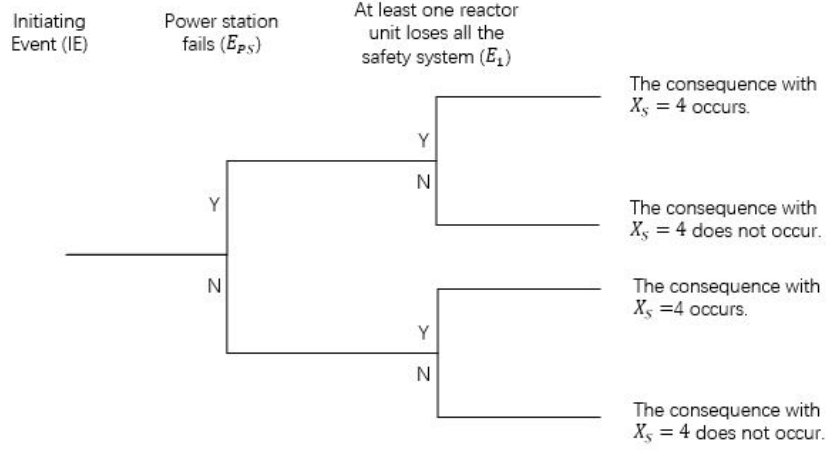 Initiating
Event (IE)
Power station
fails (E_PS)
At least one reactor
unit loses all the
safety system (E_1)
The consequence with
X_S = 4 occurs.
Y
N
The consequence with
X_S = 4 does not occur.
Y
N
The consequence with
X_S =4 occurs.
Y
N
The consequence with
X_S = 4 does not occur.